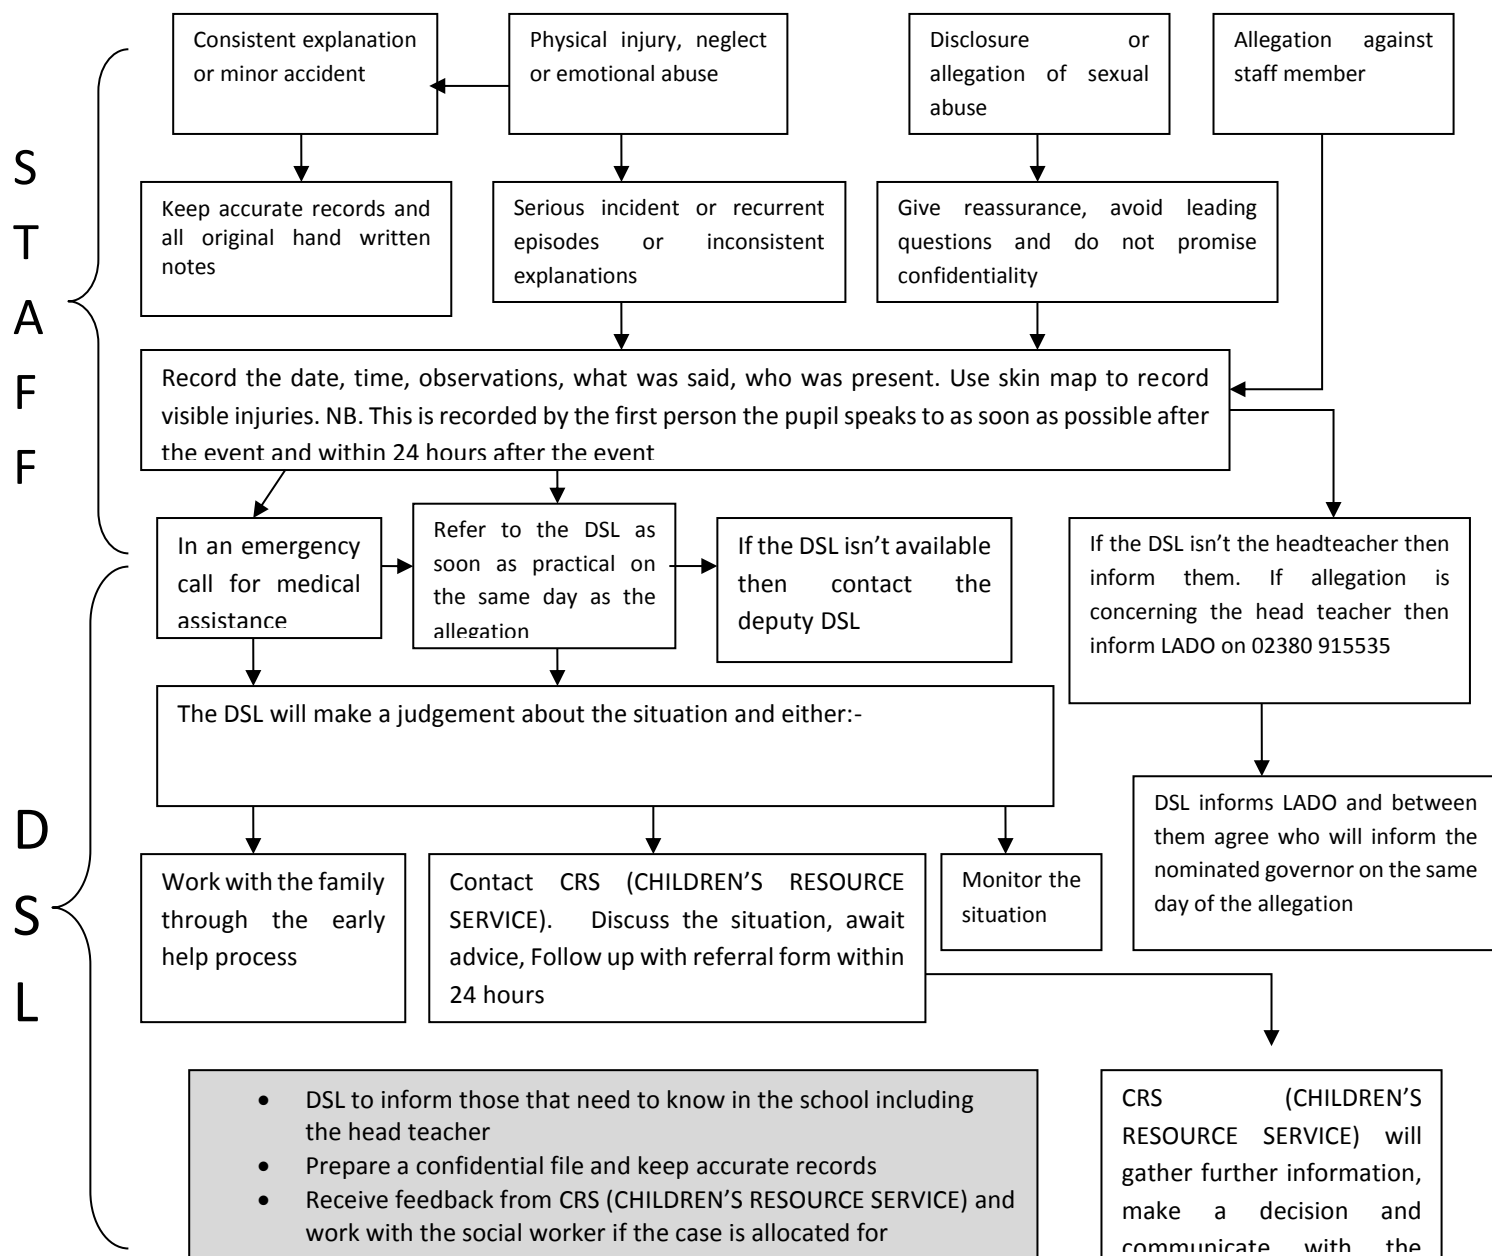 Consistent explanation
or minor accident
Physical injury, neglect
or emotional abuse
Disclosure or
allegation of sexual
abuse
Allegation against
staff member
S
T
A
F
F
Keep accurate records and
all original hand written
notes
Serious incident or recurrent
episodes or inconsistent
explanations
Give reassurance, avoid leading
questions and do not promise
confidentiality
Record the date, time, observations, what was said, who was present. Use skin map to record
visible injuries. NB. This is recorded by the first person the pupil speaks to as soon as possible after
the event and within 24 hours after the event
In an emergency
call for medical
assistance
Refer to the DSL as
soon as practical on
the same day as the
allegation
If the DSL isn't available
then contact the
deputy DSL
If the DSL isn't the headteacher then
inform them. If allegation is
concerning the head teacher then
inform LADO on 02380 915535
D
S
L
The DSL will make a judgement about the situation and either:-
DSL informs LADO and between
them agree who will inform the
nominated governor on the same
day of the allegation
Work with the family
through the early
help process
Contact CRS (CHILDREN'S RESOURCE
SERVICE). Discuss the situation, await
advice, Follow up with referral form within
24 hours
Monitor the
situation
• DSL to inform those that need to know in the school including
the head teacher
• Prepare a confidential file and keep accurate records
• Receive feedback from CRS (CHILDREN'S RESOURCE SERVICE) and
work with the social worker if the case is allocated for
CRS (CHILDREN'S
RESOURCE SERVICE) will
gather further information,
make a decision and
communicate with the